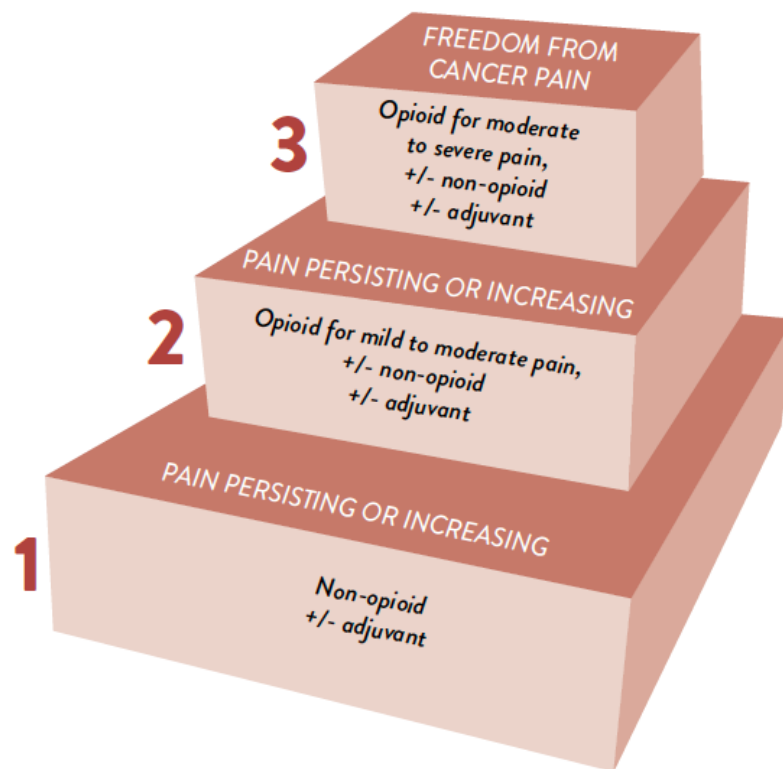 FREEDOM FROM
CANCER PAIN
3
Opioid for moderate
to severe pain,
+/- non-opioid
+/- adjuvant
PAIN PERSISTING OR INCREASING
2
Opioid for mild to moderate pain,
+/- non-opioid
+/- adjuvant
PAIN PERSISTING OR INCREASING
1
Non-opioid
+/- adjuvant